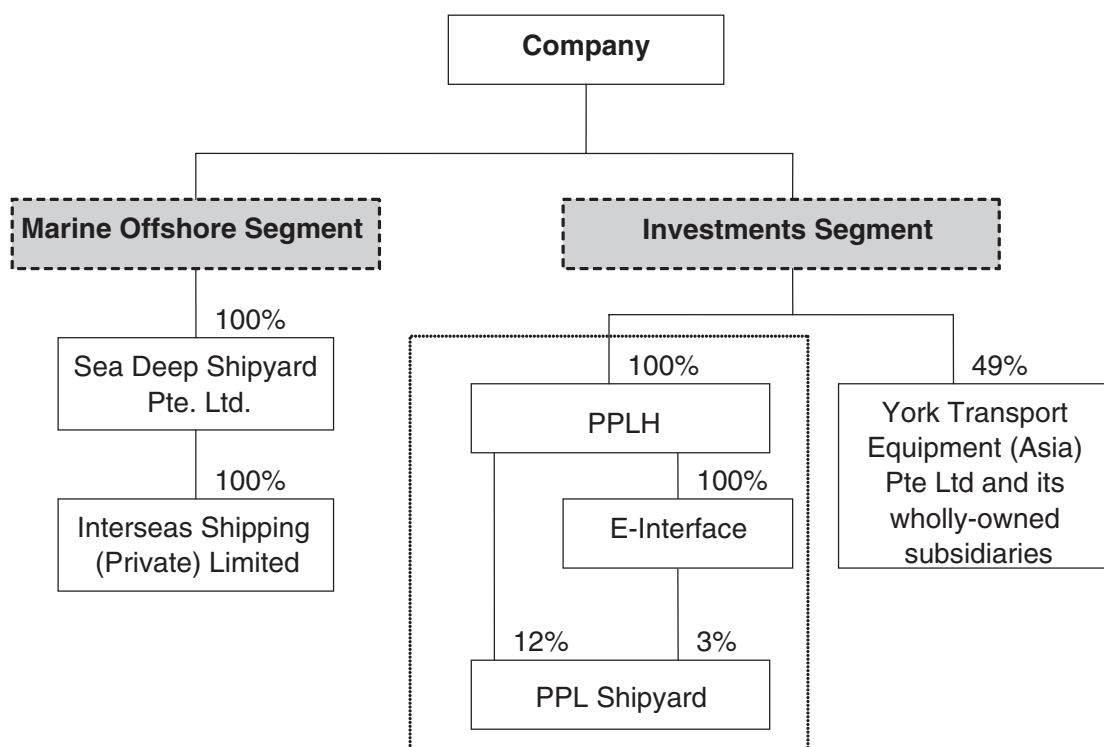 Company
Marine Offshore Segment
Investments Segment
100%
Sea Deep Shipyard
Pte. Ltd.
100%
Interseas Shipping
(Private) Limited
100%
PPLH
100%
E-Interface
12%
3%
PPL Shipyard
49%
York Transport
Equipment (Asia)
Pte Ltd and its
wholly-owned
subsidiaries